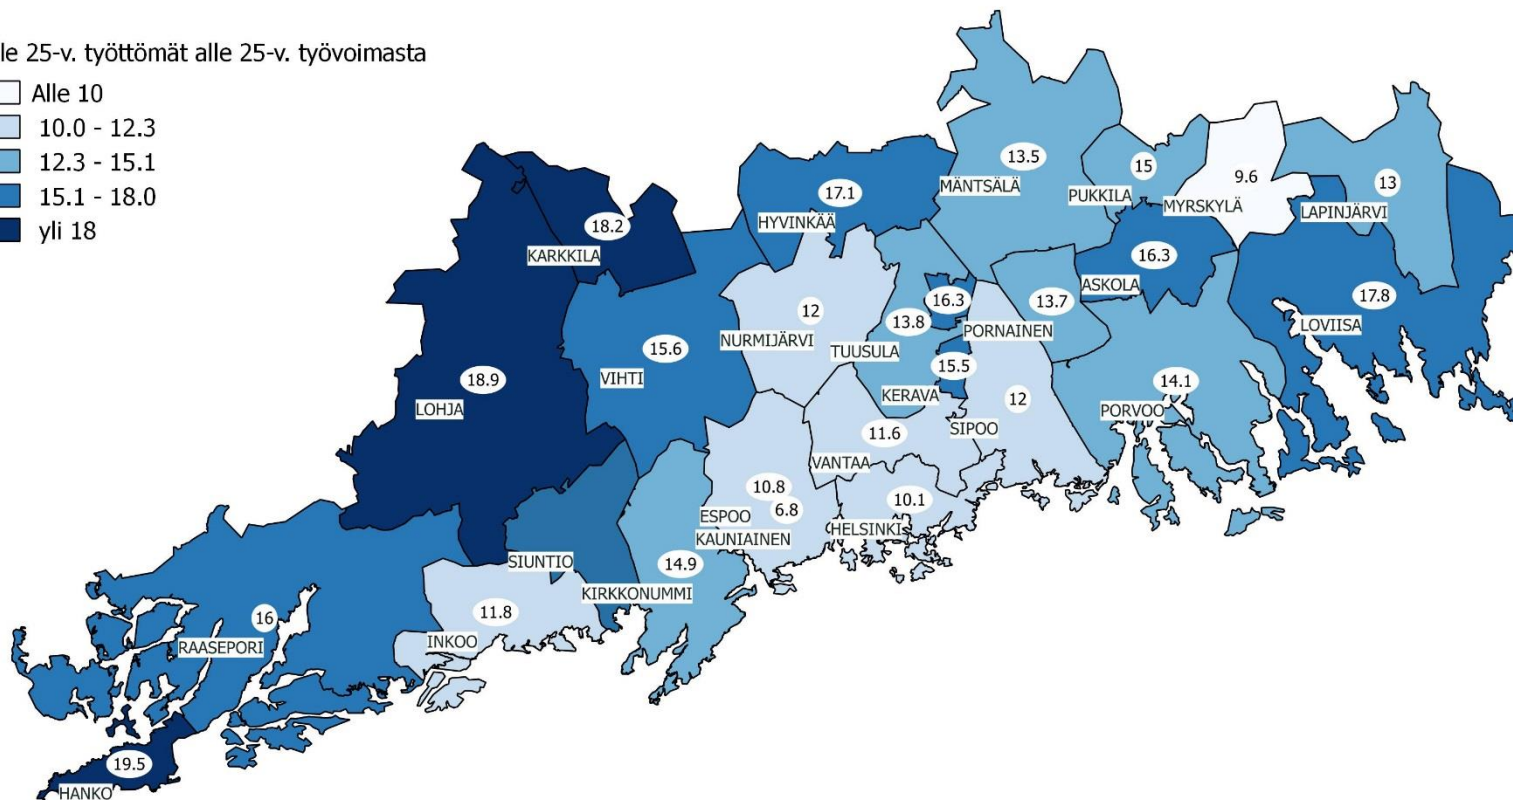 le 25-v. työttömät alle 25-v. työvoimasta
Alle 10
10.0 - 12.3
12.3 - 15.1
15.1 - 18.0
yli 18
13.5
MÄNTSÄLÄ
15
PUKKILA
9.6
MYRSKYLÄ
13
LAPINJÄRVI
17.1
HYVINKÄÄ
18.2
KARKKILA
16.3
ASKOLA
17.8
LOVIISA
12
NURMIJÄRVI
13.8
TUUSULA
16.3
13.7
PORNAINEN
15.6
VIHTI
18.9
LOHJA
15.5
KERAVA
12
SIPOO
14.1
PORVOO
11.6
VANTAA
10.8
ESPOO
6.8
KAUNIAINEN
10.1
HELSINKI
SIUNTIO
14.9
KIRKKONUMMI
11.8
INKOO
16
RAASEPORI
19.5
HANKO